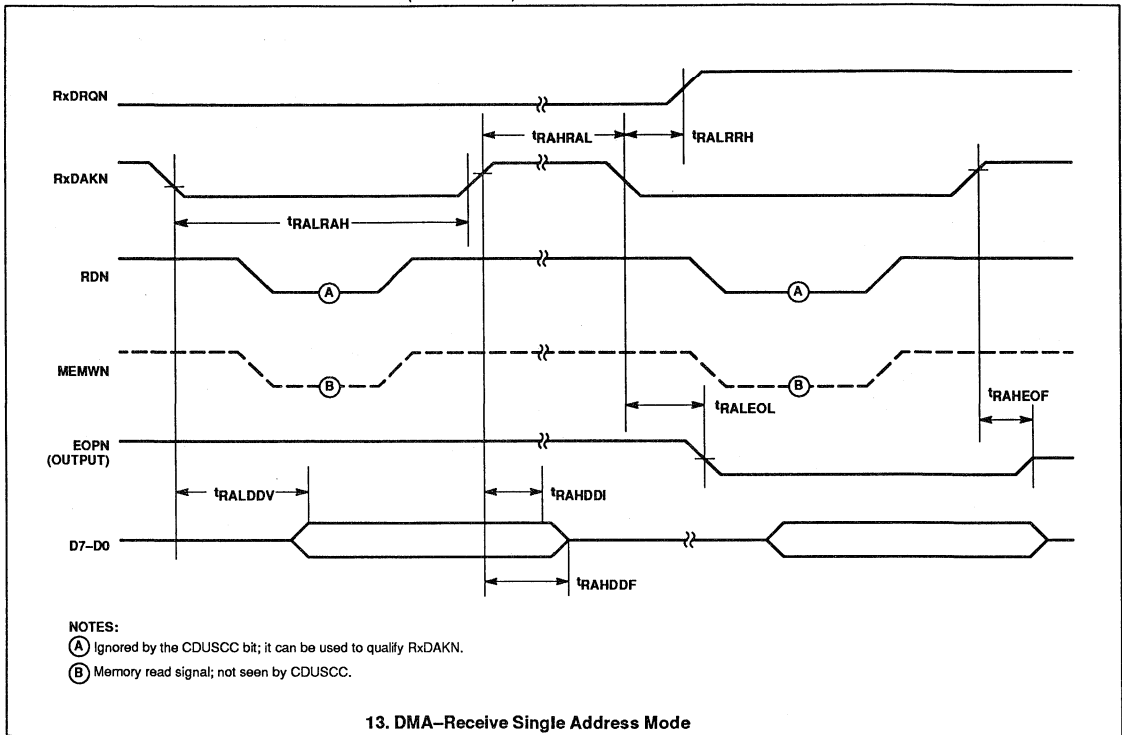 RxDRQN
tRAHRAL
tRALRRH
RxDAKN
tRALRAH
RDN
A
A
MEMWN
B
B
tRALEOL
tRAHEOF
EOPN
(OUTPUT)
tRALDDV
tRAHDDI
D7–D0
tRAHDDF
NOTES:
A Ignored by the CDUSCC bit; it can be used to qualify RxDAKN.
B Memory read signal; not seen by CDUSCC.
13. DMA–Receive Single Address Mode